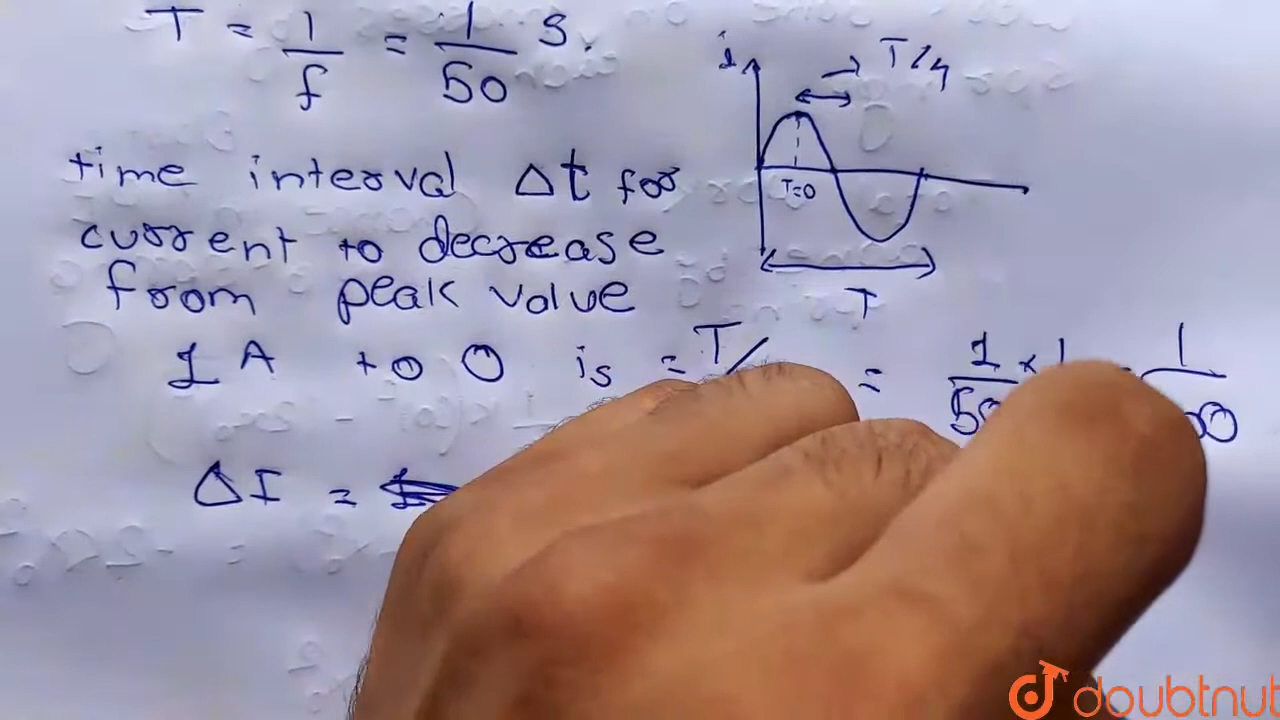 T = 1/f = 1/50 s.
i
T/4
time interval Δt for
current to decrease
from peak value
T=0
T
1 A to 0 is = T/ = 1/50 × 1
ΔI =
doubtnut